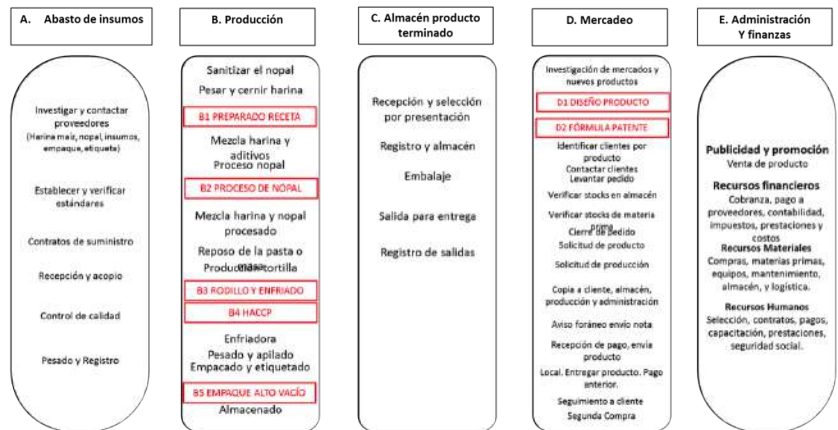 A. Abasto de insumos
Investigar y contactar
proveedores
(Harina maíz, nopal, insumos,
empaque, etiqueta)
Establecer y verificar
estándares
Contratos de suministro
Recepción y acopio
Control de calidad
Pesado y Registro
B. Producción
Sanitizar el nopal
Pesar y cernir harina
B1 PREPARADO RECETA
Mezcla harina y
aditivos
Proceso nopal
B2 PROCESO DE NOPAL
Mezcla harina y nopal
procesado
Reposo de la pasta o
Producción tortilla
B3 RODILLO Y ENFRIADO
B4 HACCP
Enfriadora
Pesado y apilado
Empacado y etiquetado
B5 EMPAQUE ALTO VACÍO
Almacenado
C. Almacén producto
terminado
Recepción y selección
por presentación
Registro y almacén
Embalaje
Salida para entrega
Registro de salidas
D. Mercadeo
Investigación de mercados y
nuevos productos
D1 DISEÑO PRODUCTO
D2 FÓRMULA PATENTE
Identificar clientes por
producto
Contactar clientes
Levantar pedido
Verificar stocks en almacén
Verificar stocks de materia
prima
Cierre de pedido
Solicitud de producto
Solicitud de producción
Copia a cliente, almacén,
producción y administración
Aviso foráneo envío nota
Recepción de pago, envía
producto
Local. Entregar producto. Pago
anterior.
Seguimiento a cliente
Segunda Compra
E. Administración
Y finanzas
Publicidad y promoción
Venta de producto
Recursos financieros
Cobranza, pago a
proveedores, contabilidad,
impuestos, prestaciones y
costos
Recursos Materiales
Compras, materias primas,
equipos, mantenimiento,
almacén, y logística.
Recursos Humanos
Selección, contratos, pagos,
capacitación, prestaciones,
seguridad social.